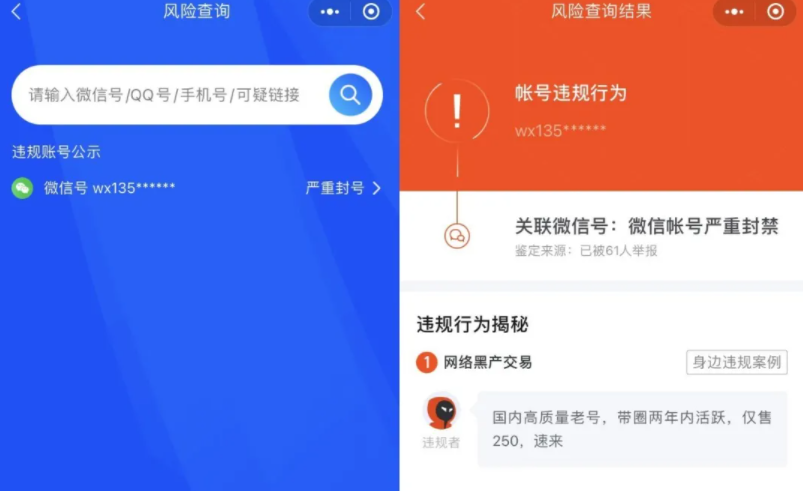 风险查询
请输入微信号/QQ号/手机号/可疑链接
违规账号公示
微信号 wx135******
严重封号
风险查询结果
帐号违规行为
wx135******
关联微信号：微信帐号严重封禁
鉴定来源：已被61人举报
违规行为揭秘
1 网络黑产交易
身边违规案例
违规者
国内高质量老号，带圈两年内活跃，仅售
250，速来